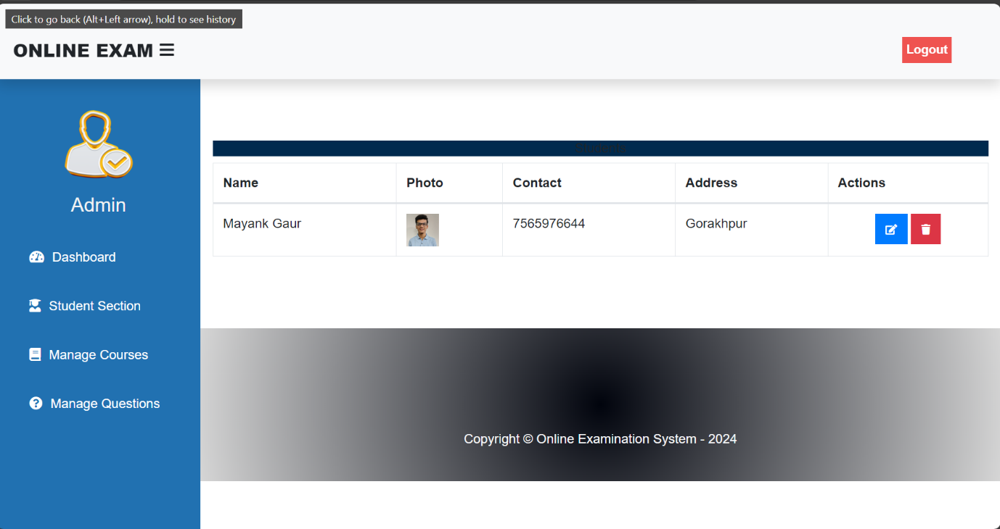 Click to go back (Alt+Left arrow), hold to see history
ONLINE EXAM
Logout
Admin
Name Photo Contact Address Actions
Mayank Gaur 7565976644 Gorakhpur
Dashboard
Student Section
Manage Courses
Manage Questions
Copyright © Online Examination System - 2024